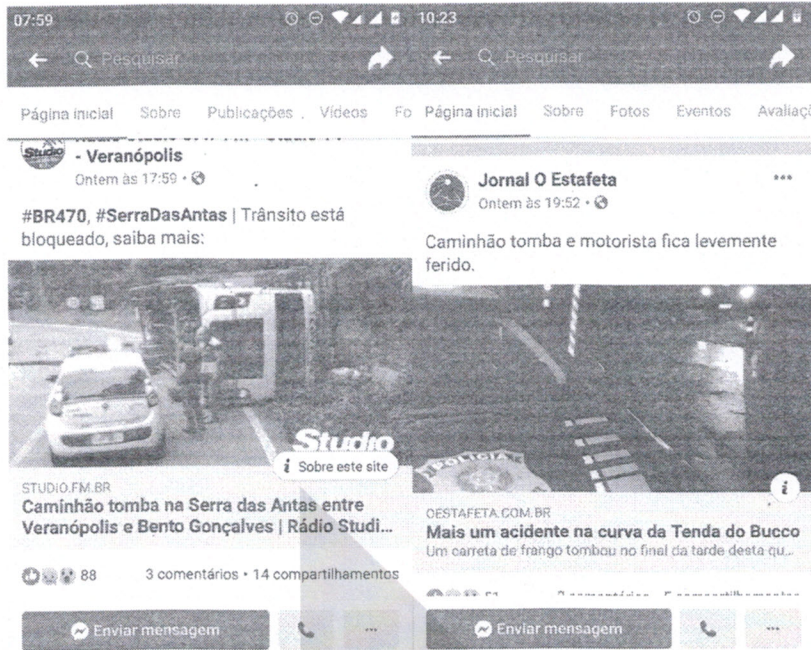 07:59
Pesquisar
Página inicial Sobre Publicações Vídeos Fo
Studio
- Veranópolis
Ontem às 17:59 •
#BR470, #SerraDasAntas | Trânsito está
bloqueado, saiba mais:
Studio
i Sobre este site
STUDIO.FM.BR
Caminhão tomba na Serra das Antas entre
Veranópolis e Bento Gonçalves | Rádio Studi...
88 3 comentários • 14 compartilhamentos
Enviar mensagem
10:23
Pesquisar
Página inicial Sobre Fotos Eventos Avaliaç
Jornal O Estafeta
Ontem às 19:52 •
Caminhão tomba e motorista fica levemente
ferido.
POLICIA
i
OESTAFETA.COM.BR
Mais um acidente na curva da Tenda do Bucco
Um carreta de frango tombou no final da tarde desta qu...
Enviar mensagem